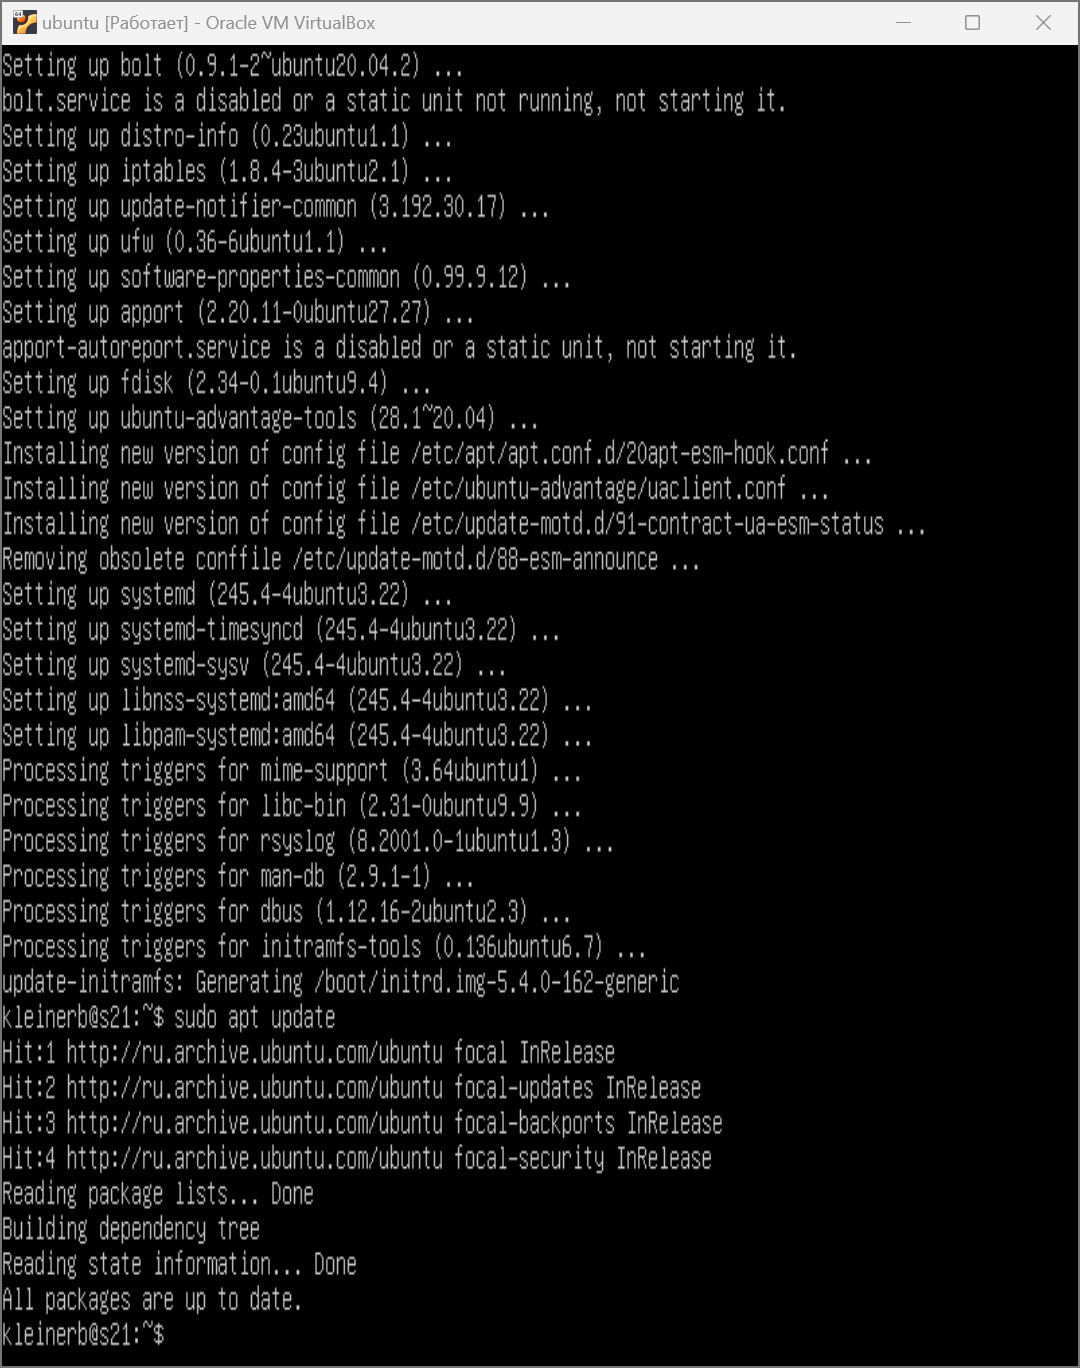 ubuntu [Работает] - Oracle VM VirtualBox
Setting up bolt (0.9.1-2~ubuntu20.04.2) ...
bolt.service is a disabled or a static unit not running, not starting it.
Setting up distro-info (0.23ubuntu1.1) ...
Setting up iptables (1.8.4-3ubuntu2.1) ...
Setting up update-notifier-common (3.192.30.17) ...
Setting up ufw (0.36-6ubuntu1.1) ...
Setting up software-properties-common (0.99.9.12) ...
Setting up apport (2.20.11-0ubuntu27.27) ...
apport-autoreport.service is a disabled or a static unit, not starting it.
Setting up fdisk (2.34-0.1ubuntu9.4) ...
Setting up ubuntu-advantage-tools (28.1~20.04) ...
Installing new version of config file /etc/apt/apt.conf.d/20apt-esm-hook.conf ...
Installing new version of config file /etc/ubuntu-advantage/uaclient.conf ...
Installing new version of config file /etc/update-motd.d/91-contract-ua-esm-status ...
Removing obsolete conffile /etc/update-motd.d/88-esm-announce ...
Setting up systemd (245.4-4ubuntu3.22) ...
Setting up systemd-timesyncd (245.4-4ubuntu3.22) ...
Setting up systemd-sysv (245.4-4ubuntu3.22) ...
Setting up libnss-systemd:amd64 (245.4-4ubuntu3.22) ...
Setting up libpam-systemd:amd64 (245.4-4ubuntu3.22) ...
Processing triggers for mime-support (3.64ubuntu1) ...
Processing triggers for libc-bin (2.31-0ubuntu9.9) ...
Processing triggers for rsyslog (8.2001.0-1ubuntu1.3) ...
Processing triggers for man-db (2.9.1-1) ...
Processing triggers for dbus (1.12.16-2ubuntu2.3) ...
Processing triggers for initramfs-tools (0.136ubuntu6.7) ...
update-initramfs: Generating /boot/initrd.img-5.4.0-162-generic
kleinerb@s21:~$ sudo apt update
Hit:1 http://ru.archive.ubuntu.com/ubuntu focal InRelease
Hit:2 http://ru.archive.ubuntu.com/ubuntu focal-updates InRelease
Hit:3 http://ru.archive.ubuntu.com/ubuntu focal-backports InRelease
Hit:4 http://ru.archive.ubuntu.com/ubuntu focal-security InRelease
Reading package lists... Done
Building dependency tree
Reading state information... Done
All packages are up to date.
kleinerb@s21:~$